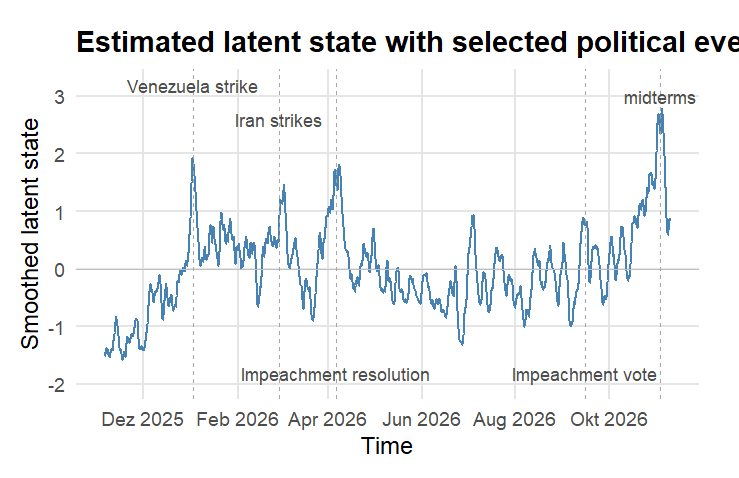 Estimated latent state with selected political eve
Venezuela strike
midterms
Iran strikes
Impeachment resolution
Impeachment vote
Smoothed latent state
3
2
1
0
-1
-2
Dez 2025
Feb 2026
Apr 2026
Jun 2026
Aug 2026
Okt 2026
Time